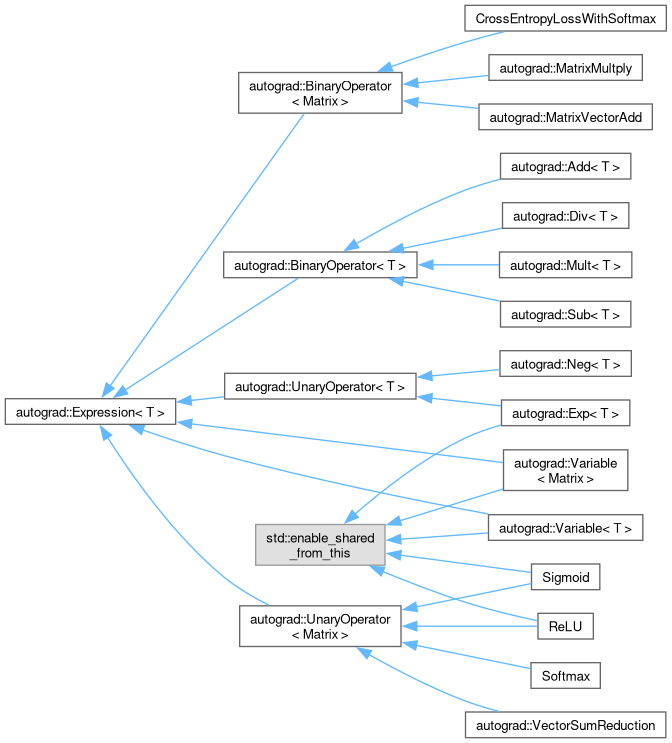 CrossEntropyLossWithSoftmax
autograd::BinaryOperator
< Matrix >
autograd::MatrixMultply
autograd::MatrixVectorAdd
autograd::Add< T >
autograd::Div< T >
autograd::BinaryOperator< T >
autograd::Mult< T >
autograd::Sub< T >
autograd::Neg< T >
autograd::UnaryOperator< T >
autograd::Expression< T >
autograd::Exp< T >
autograd::Variable
< Matrix >
autograd::Variable< T >
std::enable_shared
_from_this
Sigmoid
autograd::UnaryOperator
< Matrix >
ReLU
Softmax
autograd::VectorSumReduction